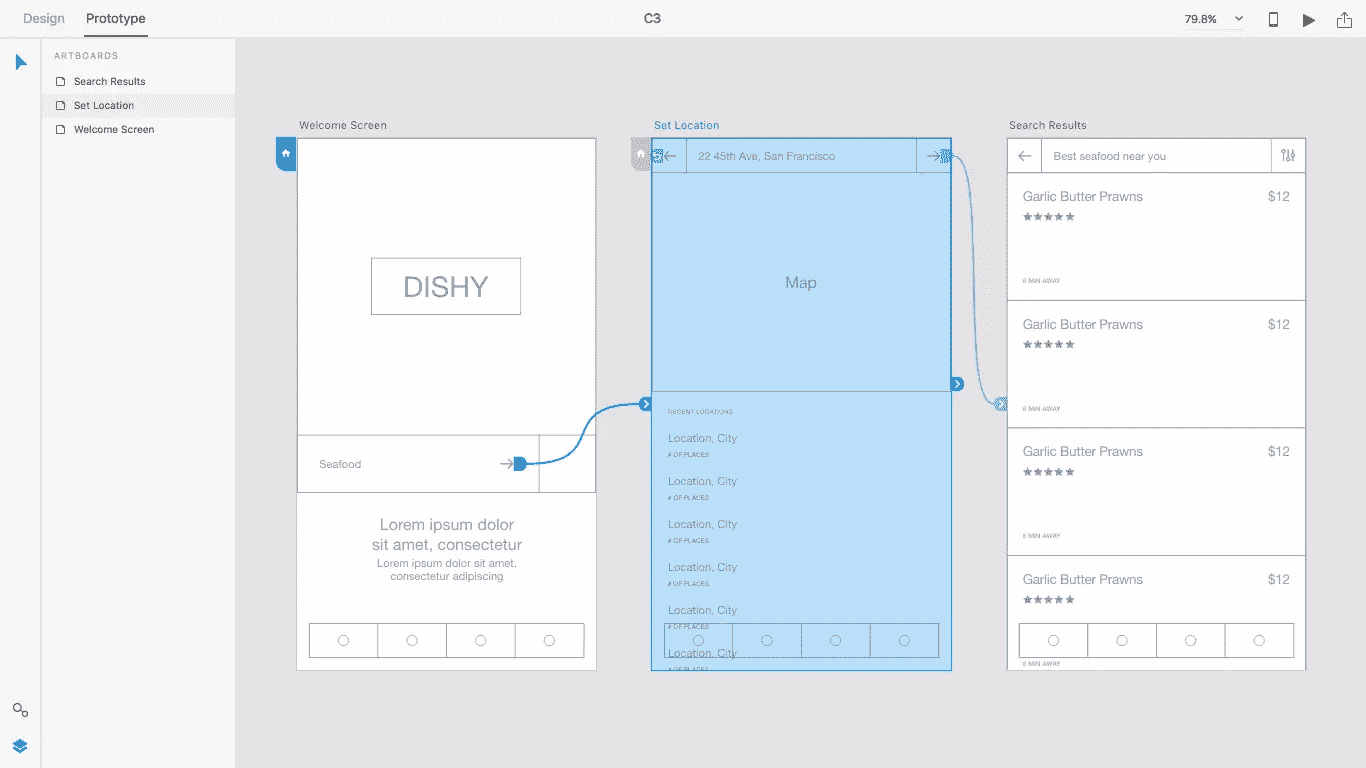 Design
Prototype
C3
79.8%
ARTBOARDS
Search Results
Set Location
Welcome Screen
Welcome Screen
DISHY
Seafood
Lorem ipsum dolor
sit amet, consectetur
Lorem ipsum dolor sit amet,
consectetur adipiscing
Set Location
22 45th Ave, San Francisco
Map
RECENT LOCATIONS
Location, City
# OF PLACES
Location, City
# OF PLACES
Location, City
# OF PLACES
Location, City
# OF PLACES
Location, City
# OF PLACES
Location, City
# OF PLACES
Search Results
Best seafood near you
Garlic Butter Prawns
$12
★★★★★
6 MIN AWAY
Garlic Butter Prawns
$12
★★★★★
6 MIN AWAY
Garlic Butter Prawns
$12
★★★★★
6 MIN AWAY
Garlic Butter Prawns
$12
★★★★★
6 MIN AWAY